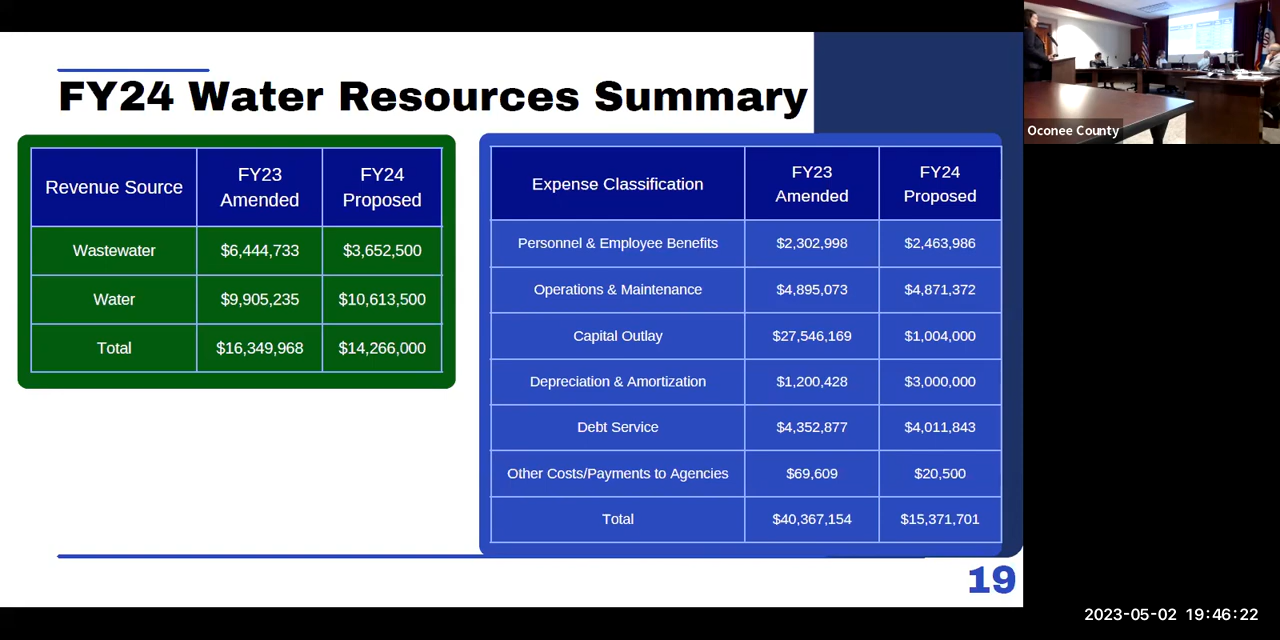 FY24 Water Resources Summary
Revenue Source FY23 Amended FY24 Proposed
Wastewater $6,444,733 $3,652,500
Water $9,905,235 $10,613,500
Total $16,349,968 $14,266,000
Expense Classification FY23 Amended FY24 Proposed
Personnel & Employee Benefits $2,302,998 $2,463,986
Operations & Maintenance $4,895,073 $4,871,372
Capital Outlay $27,546,169 $1,004,000
Depreciation & Amortization $1,200,428 $3,000,000
Debt Service $4,352,877 $4,011,843
Other Costs/Payments to Agencies $69,609 $20,500
Total $40,367,154 $15,371,701
19
Oconee County
2023-05-02 19:46:22